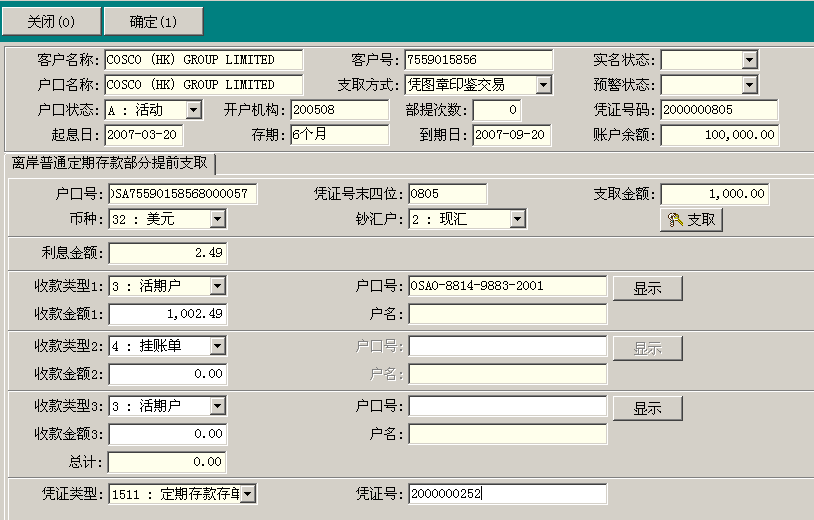 关闭(0) 确定(1)
客户名称: COSCO (HK) GROUP LIMITED 客户号: 7559015856 实名状态:
户口名称: COSCO (HK) GROUP LIMITED 支取方式: 凭图章印鉴交易 预警状态:
户口状态: A : 活动 开户机构: 200508 部提次数: 0 凭证号码: 2000000805
起息日: 2007-03-20 存期: 6个月 到期日: 2007-09-20 账户余额: 100,000.00
离岸普通定期存款部分提前支取
户口号: OSA75590158568000057 凭证号末四位: 0805 支取金额: 1,000.00
币种: 32 : 美元 钞汇户: 2 : 现汇 支取
利息金额: 2.49
收款类型1: 3 : 活期户 户口号: OSA0-8814-9883-2001 显示
收款金额1: 1,002.49 户名:
收款类型2: 4 : 挂账单 户口号: 显示
收款金额2: 0.00 户名:
收款类型3: 3 : 活期户 户口号: 显示
收款金额3: 0.00 户名:
总计: 0.00
凭证类型: 1511 : 定期存款存单 凭证号: 2000000252